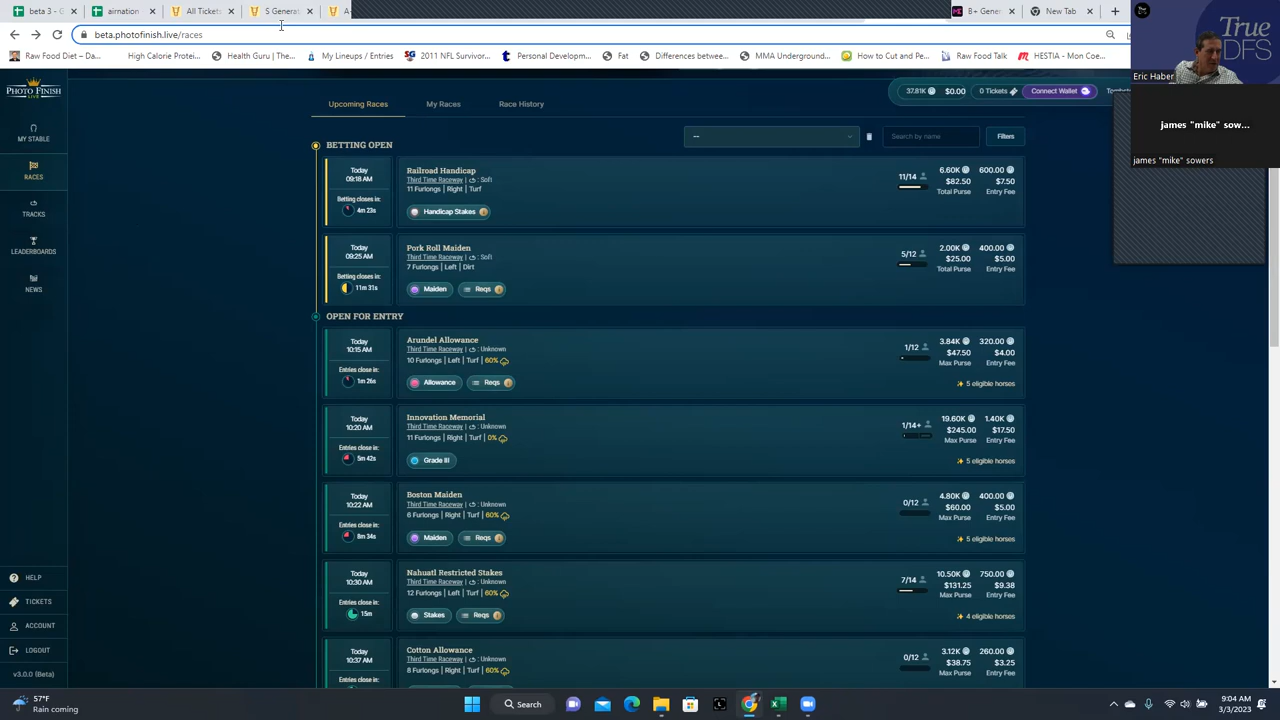 beta 3 - G
airnation
All Tickets
S Generat
B+ Gener
New Tab
beta.photofinish.live/races
Raw Food Diet – Da...
High Calorie Protei...
Health Guru | The...
My Lineups / Entries
2011 NFL Survivor...
Personal Developm...
Fat
Differences betwee...
MMA Underground...
How to Cut and Pe...
Raw Food Talk
HESTIA - Mon Coe...
True
DFS
Eric Haber
james "mike" sow...
james "mike" sowers
PHOTO FINISH
LIVE
MY STABLE
RACES
TRACKS
LEADERBOARDS
NEWS
HELP
TICKETS
ACCOUNT
LOGOUT
v3.0.0 (Beta)
37.81K $0.00 0 Tickets Connect Wallet
Upcoming Races My Races Race History
-- Search by name Filters
BETTING OPEN
Today
09:18 AM
Betting closes in:
4m 23s
Railroad Handicap
Third Time Raceway | : Soft
11 Furlongs | Right | Turf
Handicap Stakes
11/14
6.60K 600.00
$82.50 $7.50
Total Purse Entry Fee
Today
09:25 AM
Betting closes in:
11m 31s
Pork Roll Maiden
Third Time Raceway | : Soft
7 Furlongs | Left | Dirt
Maiden Reqs
5/12
2.00K 400.00
$25.00 $5.00
Total Purse Entry Fee
OPEN FOR ENTRY
Today
10:15 AM
Entries close in:
1m 26s
Arundel Allowance
Third Time Raceway | : Unknown
10 Furlongs | Left | Turf | 60%
Allowance Reqs
1/12
3.84K 320.00
$47.50 $4.00
Max Purse Entry Fee
5 eligible horses
Today
10:20 AM
Entries close in:
5m 42s
Innovation Memorial
Third Time Raceway | : Unknown
11 Furlongs | Right | Turf | 0%
Grade III
1/14+
19.60K 1.40K
$245.00 $17.50
Max Purse Entry Fee
5 eligible horses
Today
10:22 AM
Entries close in:
8m 34s
Boston Maiden
Third Time Raceway | : Unknown
6 Furlongs | Right | Turf | 60%
Maiden Reqs
0/12
4.80K 400.00
$60.00 $5.00
Max Purse Entry Fee
5 eligible horses
Today
10:30 AM
Entries close in:
15m
Nahuatl Restricted Stakes
Third Time Raceway | : Unknown
12 Furlongs | Left | Turf | 60%
Stakes Reqs
7/14
10.50K 750.00
$131.25 $9.38
Max Purse Entry Fee
4 eligible horses
Today
10:37 AM
Entries close in:
Cotton Allowance
Third Time Raceway | : Unknown
8 Furlongs | Right | Turf | 60%
0/12
3.12K 260.00
$38.75 $3.25
Max Purse Entry Fee
57°F
Rain coming
Search
9:04 AM
3/3/2023